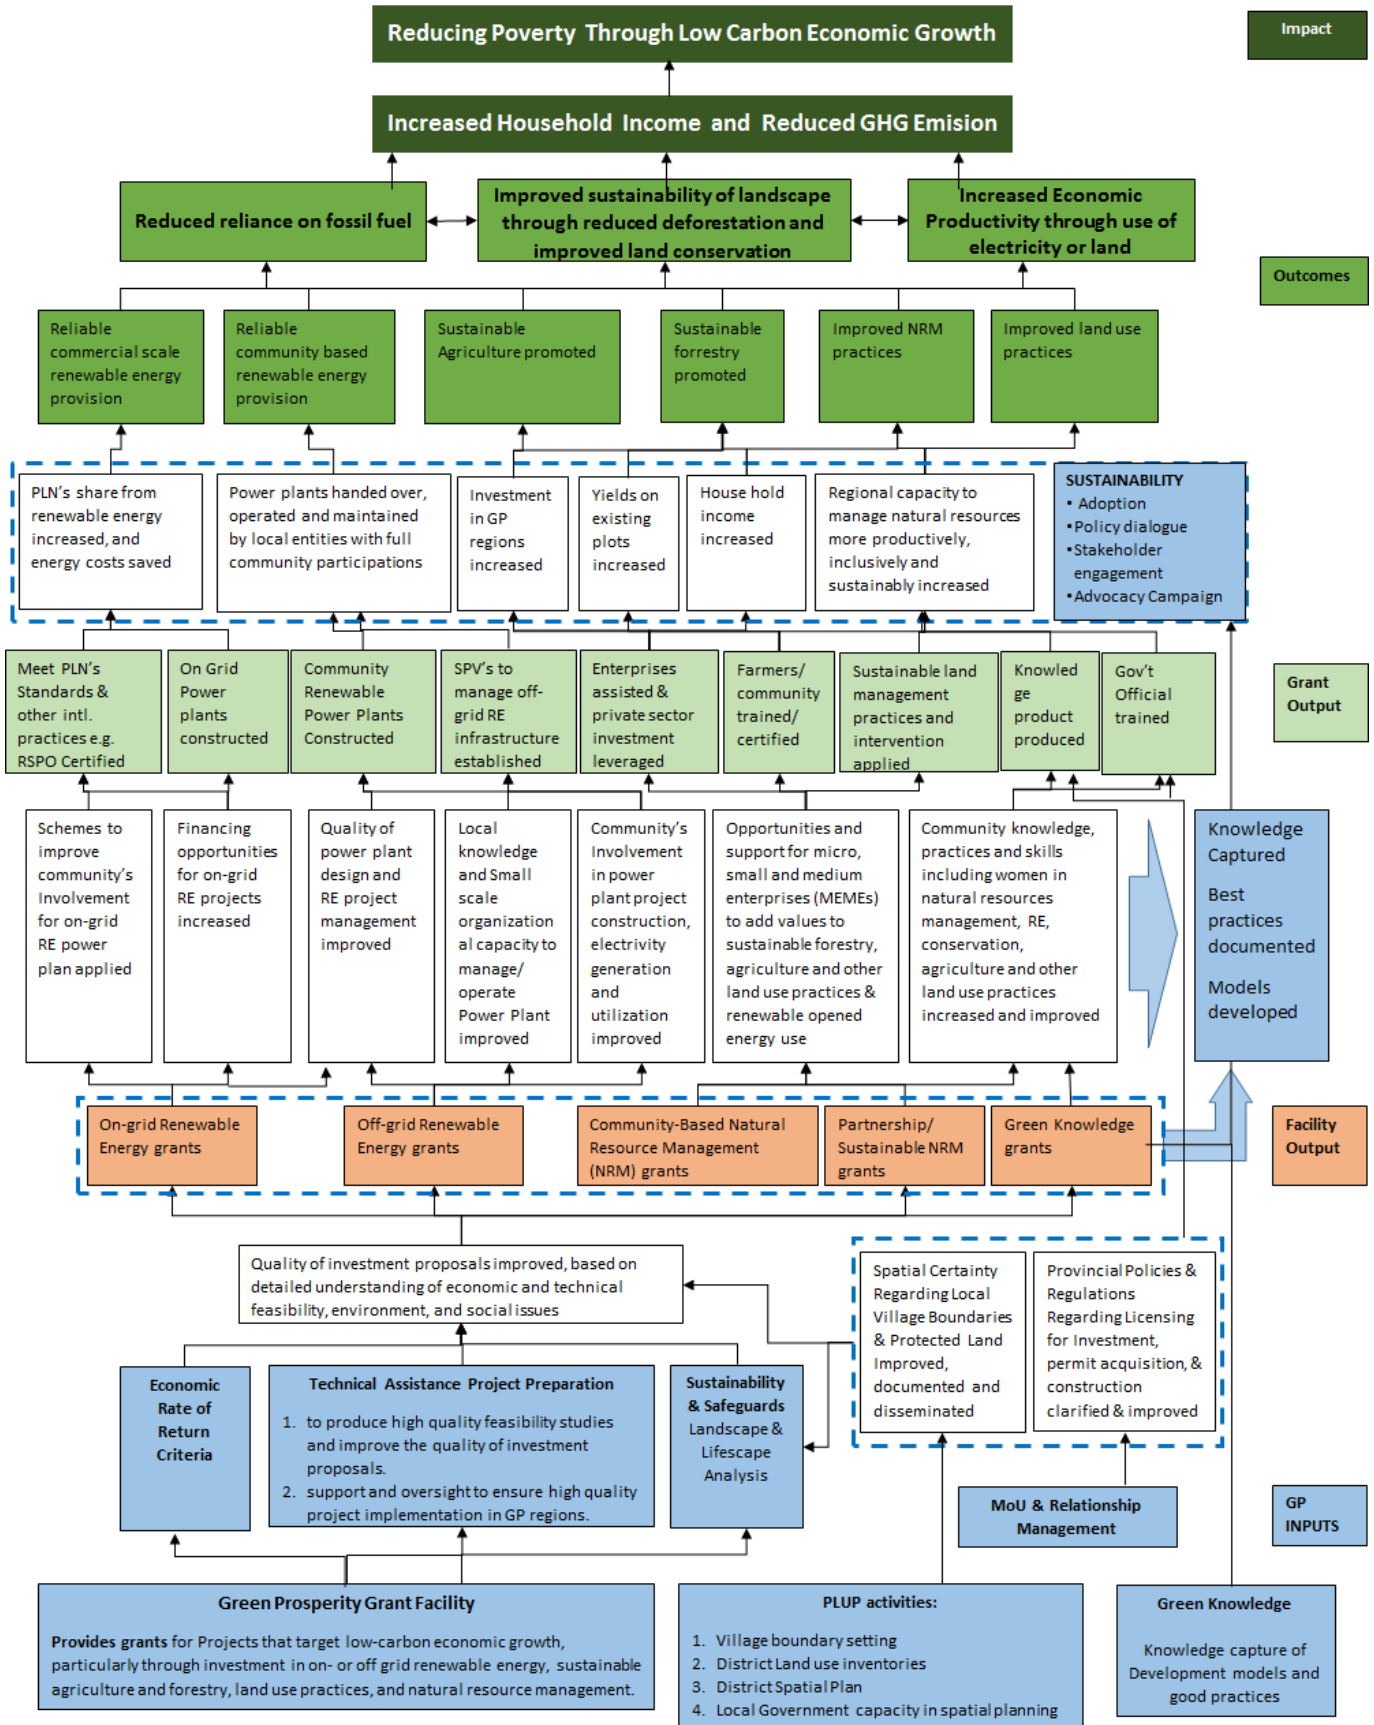 Reducing Poverty Through Low Carbon Economic Growth
Impact
Increased Household Income and Reduced GHG Emision
Reduced reliance on fossil fuel
Improved sustainability of landscape
through reduced deforestation and
improved land conservation
Increased Economic
Productivity through use of
electricity or land
Outcomes
Reliable
commercial scale
renewable energy
provision
Reliable
community based
renewable energy
provision
Sustainable
Agriculture promoted
Sustainable
forrestry
promoted
Improved NRM
practices
Improved land use
practices
PLN's share from
renewable energy
increased, and
energy costs saved
Power plants handed over,
operated and maintained
by local entities with full
community participations
Investment
in GP
regions
increased
Yields on
existing
plots
increased
House hold
income
increased
Regional capacity to
manage natural resources
more productively,
inclusively and
sustainably increased
SUSTAINABILITY
• Adoption
•Policy dialogue
•Stakeholder
engagement
•Advocacy Campaign
Meet PLN's
Standards &
other intl.
practices e.g.
RSPO Certified
On Grid
Power
plants
constructed
Community
Renewable
Power Plants
Constructed
SPV's to
manage off-
grid RE
infrastructure
established
Enterprises
assisted &
private sector
investment
leveraged
Farmers/
community
trained/
certified
Sustainable land
management
practices and
intervention
applied
Knowled
ge
product
produced
Gov't
Official
trained
Grant
Output
Schemes to
improve
community's
Involvement
for on-grid
RE power
plan applied
Financing
opportunities
for on-grid
RE projects
increased
Quality of
power plant
design and
RE project
management
improved
Local
knowledge
and Small
scale
organization
al capacity to
manage/
operate
Power Plant
improved
Community's
Involvement
in power
plant project
construction,
electrivity
generation
and
utilization
improved
Opportunities and
support for micro,
small and medium
enterprises (MEMEs)
to add values to
sustainable forestry,
agriculture and other
land use practices &
renewable opened
energy use
Community knowledge,
practices and skills
including women in
natural resources
management, RE,
conservation,
agriculture and other
land use practices
increased and improved
Knowledge
Captured
Best
practices
documented
Models
developed
On-grid Renewable
Energy grants
Off-grid Renewable
Energy grants
Community-Based Natural
Resource Management
(NRM) grants
Partnership/
Sustainable NRM
grants
Green Knowledge
grants
Facility
Output
Quality of investment proposals improved, based on
detailed understanding of economic and technical
feasibility, environment, and social issues
Spatial Certainty
Regarding Local
Village Boundaries
& Protected Land
Improved,
documented and
disseminated
Provincial Policies &
Regulations
Regarding Licensing
for Investment,
permit acquisition, &
construction
clarified & improved
Economic
Rate of
Return
Criteria
Technical Assistance Project Preparation
1. to produce high quality feasibility studies
and improve the quality of investment
proposals.
2. support and oversight to ensure high quality
project implementation in GP regions.
Sustainability
& Safeguards
Landscape &
Lifescape
Analysis
MoU & Relationship
Management
GP
INPUTS
Green Prosperity Grant Facility
Provides grants for Projects that target low-carbon economic growth,
particularly through investment in on- or off grid renewable energy, sustainable
agriculture and forestry, land use practices, and natural resource management.
PLUP activities:
1. Village boundary setting
2. District Land use inventories
3. District Spatial Plan
4. Local Government capacity in spatial planning
Green Knowledge
Knowledge capture of
Development models and
good practices